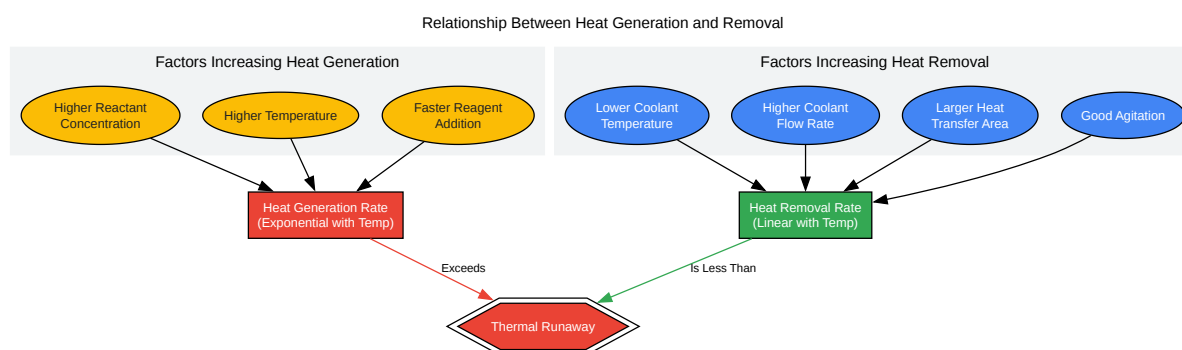 Relationship Between Heat Generation and Removal
Factors Increasing Heat Generation
Higher Reactant
Concentration
Higher Temperature
Faster Reagent
Addition
Factors Increasing Heat Removal
Lower Coolant
Temperature
Higher Coolant
Flow Rate
Larger Heat
Transfer Area
Good Agitation
Heat Generation Rate
(Exponential with Temp)
Heat Removal Rate
(Linear with Temp)
Exceeds
Is Less Than
Thermal Runaway